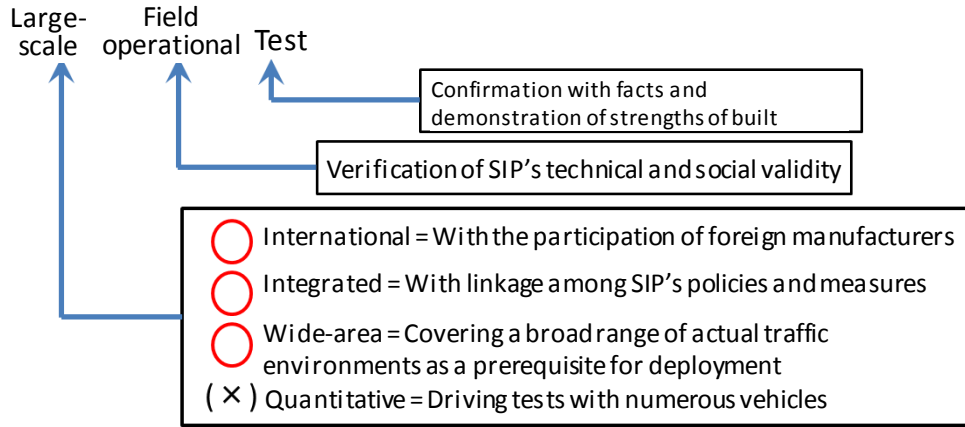 Large-
scale
Field
operational
Test
Confirmation with facts and
demonstration of strengths of built
Verification of SIP's technical and social validity
International = With the participation of foreign manufacturers
Integrated = With linkage among SIP's policies and measures
Wide-area = Covering a broad range of actual traffic
environments as a prerequisite for deployment
(×) Quantitative = Driving tests with numerous vehicles